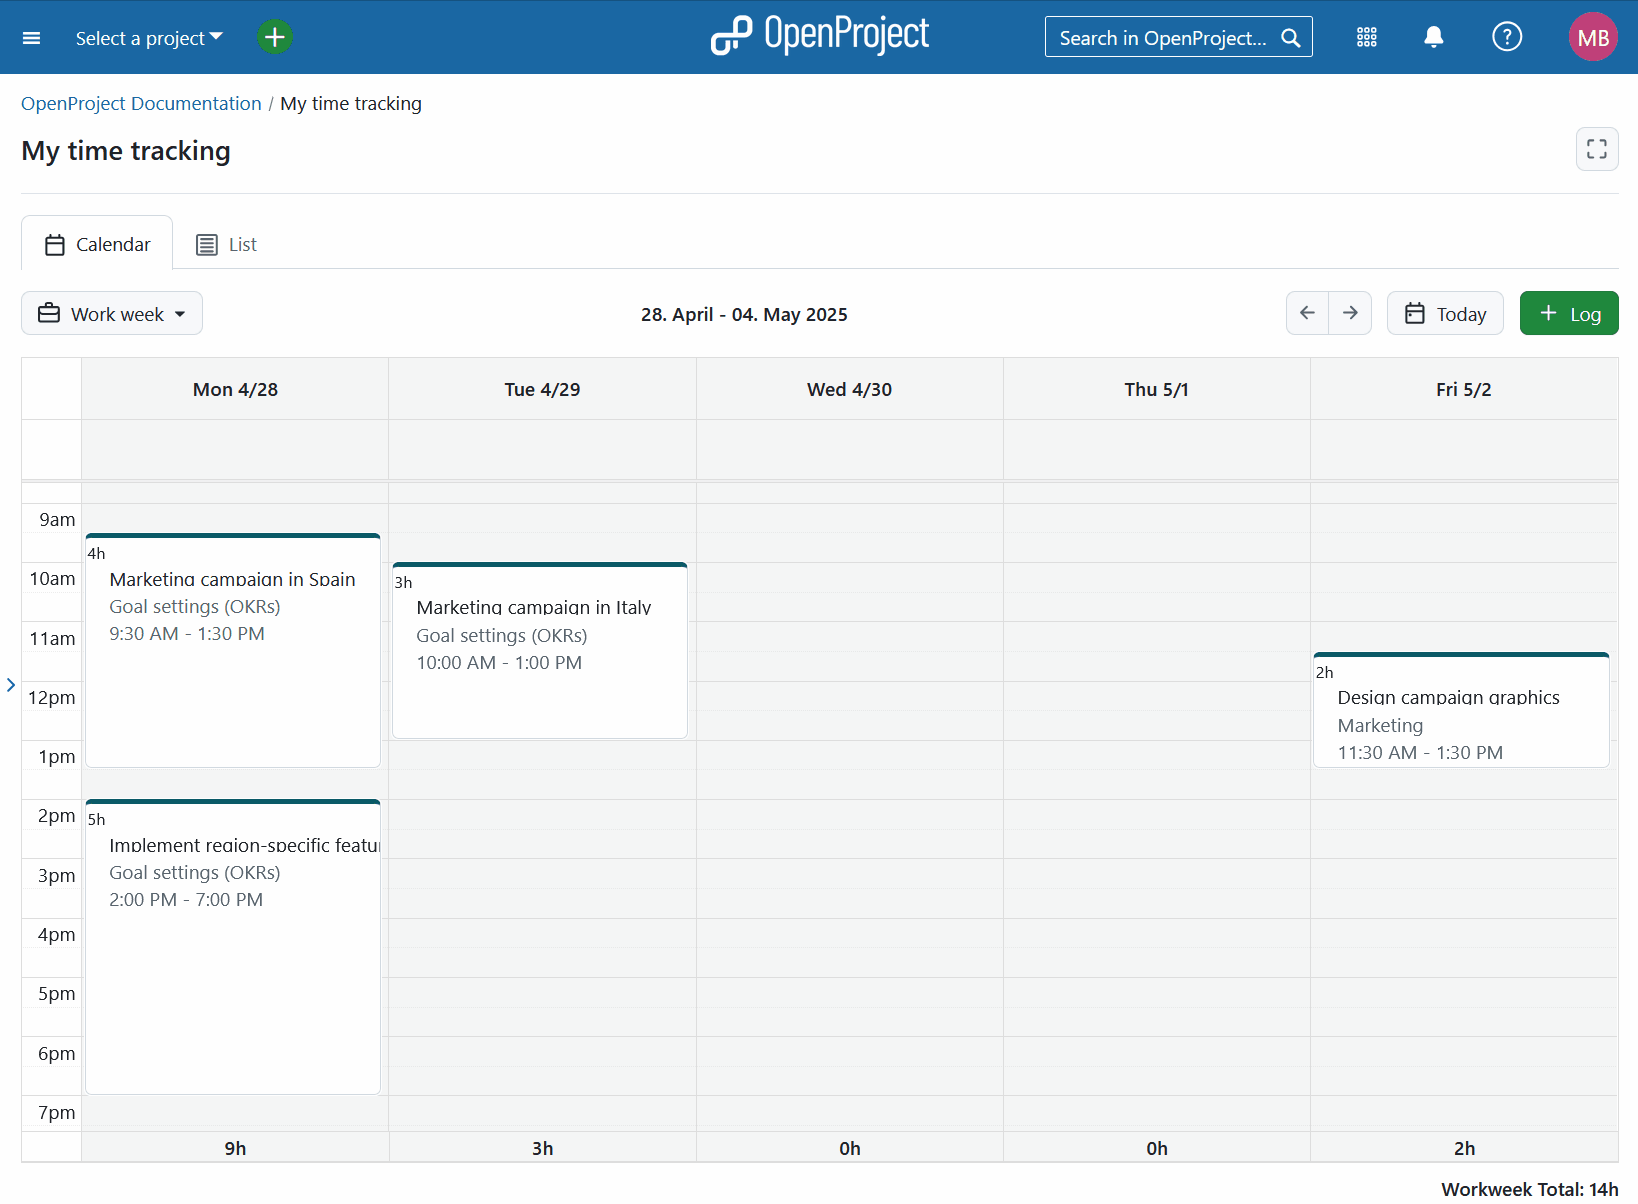 Select a project
OpenProject
Search in OpenProject...
?
MB
OpenProject Documentation / My time tracking
My time tracking
Calendar
List
Work week
28. April - 04. May 2025
Today
+ Log
Mon 4/28
Tue 4/29
Wed 4/30
Thu 5/1
Fri 5/2
9am
10am
11am
12pm
1pm
2pm
3pm
4pm
5pm
6pm
7pm
4h
Marketing campaign in Spain
Goal settings (OKRs)
9:30 AM - 1:30 PM
5h
Implement region-specific featu
Goal settings (OKRs)
2:00 PM - 7:00 PM
3h
Marketing campaign in Italy
Goal settings (OKRs)
10:00 AM - 1:00 PM
2h
Design campaign graphics
Marketing
11:30 AM - 1:30 PM
9h
3h
0h
0h
2h
Workweek Total: 14h